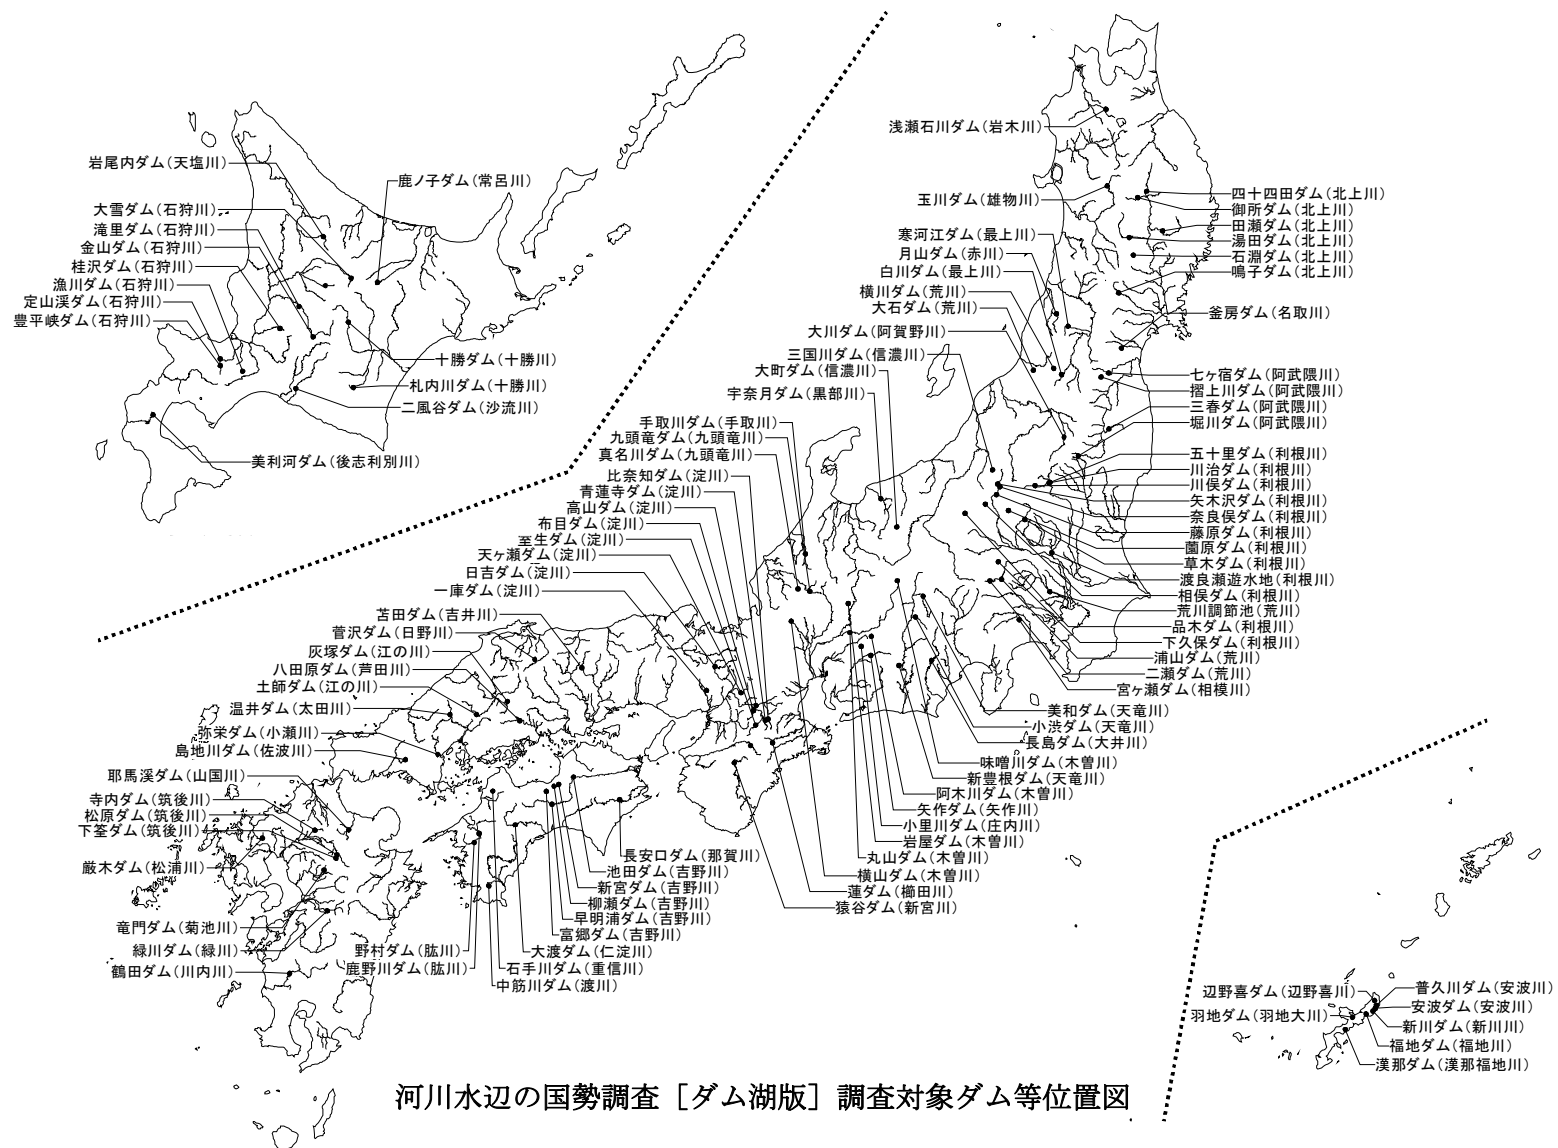 岩尾内ダム(天塩川)
鹿ノ子ダム(常呂川)
大雪ダム(石狩川)
滝里ダム(石狩川)
金山ダム(石狩川)
桂沢ダム(石狩川)
漁川ダム(石狩川)
定山渓ダム(石狩川)
豊平峡ダム(石狩川)
十勝ダム(十勝川)
札内川ダム(十勝川)
二風谷ダム(沙流川)
美利河ダム(後志利別川)
浅瀬石川ダム(岩木川)
玉川ダム(雄物川)
寒河江ダム(最上川)
月山ダム(赤川)
白川ダム(最上川)
横川ダム(荒川)
大石ダム(荒川)
大川ダム(阿賀野川)
三国川ダム(信濃川)
大町ダム(信濃川)
宇奈月ダム(黒部川)
手取川ダム(手取川)
九頭竜ダム(九頭竜川)
真名川ダム(九頭竜川)
比奈知ダム(淀川)
青蓮寺ダム(淀川)
高山ダム(淀川)
布目ダム(淀川)
室生ダム(淀川)
天ヶ瀬ダム(淀川)
日吉ダム(淀川)
一庫ダム(淀川)
苫田ダム(吉井川)
菅沢ダム(日野川)
灰塚ダム(江の川)
八田原ダム(芦田川)
土師ダム(江の川)
温井ダム(太田川)
弥栄ダム(小瀬川)
島地川ダム(佐波川)
耶馬渓ダム(山国川)
寺内ダム(筑後川)
松原ダム(筑後川)
下筌ダム(筑後川)
厳木ダム(松浦川)
竜門ダム(菊池川)
緑川ダム(緑川)
鶴田ダム(川内川)
四十四田ダム(北上川)
御所ダム(北上川)
田瀬ダム(北上川)
湯田ダム(北上川)
石淵ダム(北上川)
鳴子ダム(北上川)
釜房ダム(名取川)
七ヶ宿ダム(阿武隈川)
摺上川ダム(阿武隈川)
三春ダム(阿武隈川)
堀川ダム(阿武隈川)
五十里ダム(利根川)
川治ダム(利根川)
川俣ダム(利根川)
矢木沢ダム(利根川)
奈良俣ダム(利根川)
藤原ダム(利根川)
薗原ダム(利根川)
草木ダム(利根川)
渡良瀬遊水地(利根川)
相俣ダム(利根川)
荒川調節池(荒川)
品木ダム(利根川)
下久保ダム(利根川)
浦山ダム(荒川)
二瀬ダム(荒川)
宮ヶ瀬ダム(相模川)
美和ダム(天竜川)
小渋ダム(天竜川)
長島ダム(大井川)
味噌川ダム(木曽川)
新豊根ダム(天竜川)
阿木川ダム(木曽川)
矢作ダム(矢作川)
小里川ダム(庄内川)
岩屋ダム(木曽川)
丸山ダム(木曽川)
横山ダム(木曽川)
蓮ダム(櫛田川)
猿谷ダム(新宮川)
長安口ダム(那賀川)
池田ダム(吉野川)
新宮ダム(吉野川)
柳瀬ダム(吉野川)
早明浦ダム(吉野川)
富郷ダム(吉野川)
大渡ダム(仁淀川)
野村ダム(肱川)
鹿野川ダム(肱川)
石手川ダム(重信川)
中筋川ダム(渡川)
辺野喜ダム(辺野喜川)
羽地ダム(羽地大川)
普久川ダム(安波川)
安波ダム(安波川)
新川ダム(新川川)
福地ダム(福地川)
漢那ダム(漢那福地川)
河川水辺の国勢調査［ダム湖版］調査対象ダム等位置図